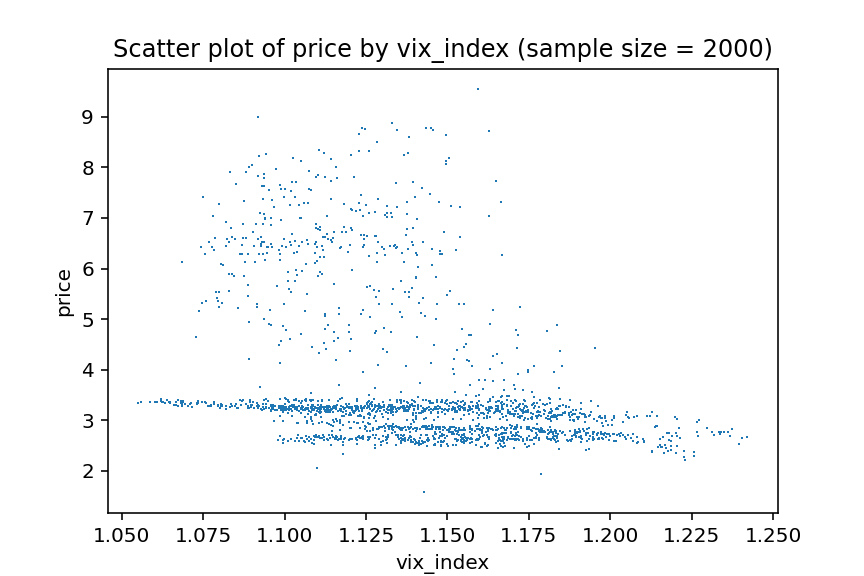 Scatter plot of price by vix_index (sample size = 2000)
9
8
7
6
5
4
3
2
price
1.050 1.075 1.100 1.125 1.150 1.175 1.200 1.225 1.250
vix_index